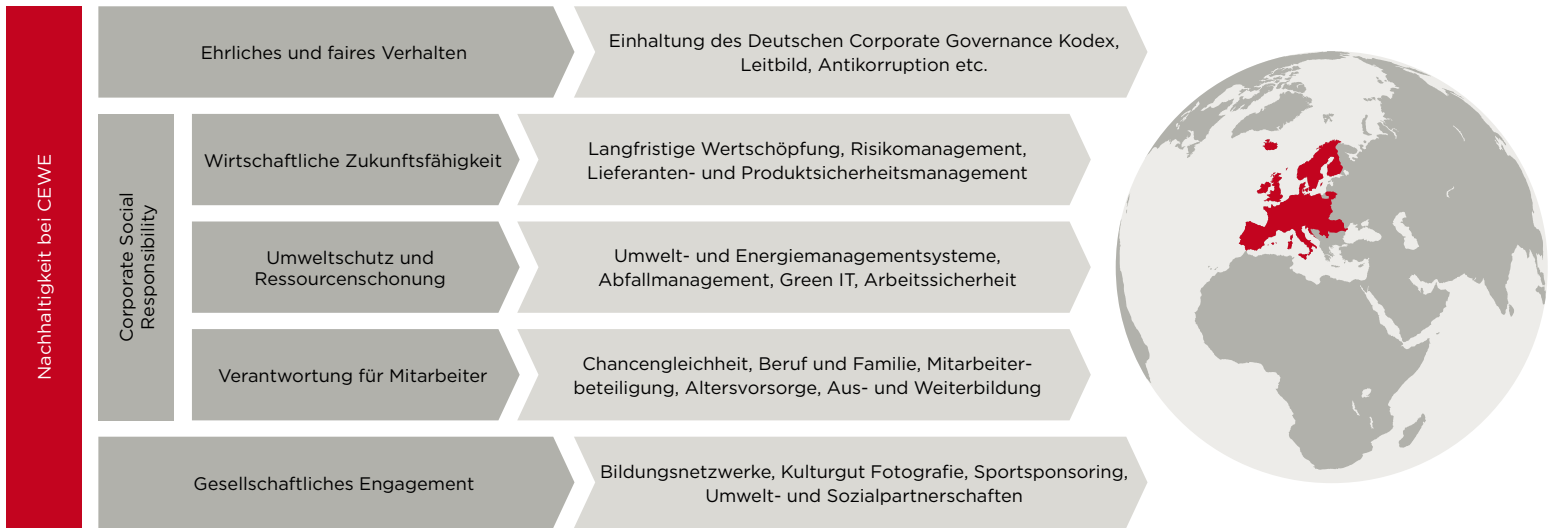 Nachhaltigkeit bei CEWE
Ehrliches und faires Verhalten
Einhaltung des Deutschen Corporate Governance Kodex,
Leitbild, Antikorruption etc.
Corporate Social
Responsibility
Wirtschaftliche Zukunftsfähigkeit
Langfristige Wertschöpfung, Risikomanagement,
Lieferanten- und Produktsicherheitsmanagement
Umweltschutz und
Ressourcenschonung
Umwelt- und Energiemanagementsysteme,
Abfallmanagement, Green IT, Arbeitssicherheit
Verantwortung für Mitarbeiter
Chancengleichheit, Beruf und Familie, Mitarbeiter-
beteiligung, Altersvorsorge, Aus- und Weiterbildung
Gesellschaftliches Engagement
Bildungsnetzwerke, Kulturgut Fotografie, Sportsponsoring,
Umwelt- und Sozialpartnerschaften